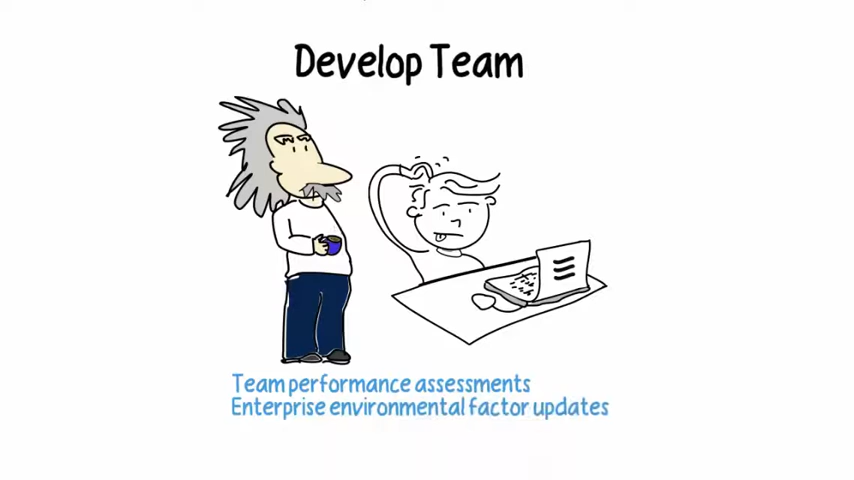 Develop Team
Team performance assessments
Enterprise environmental factor updates